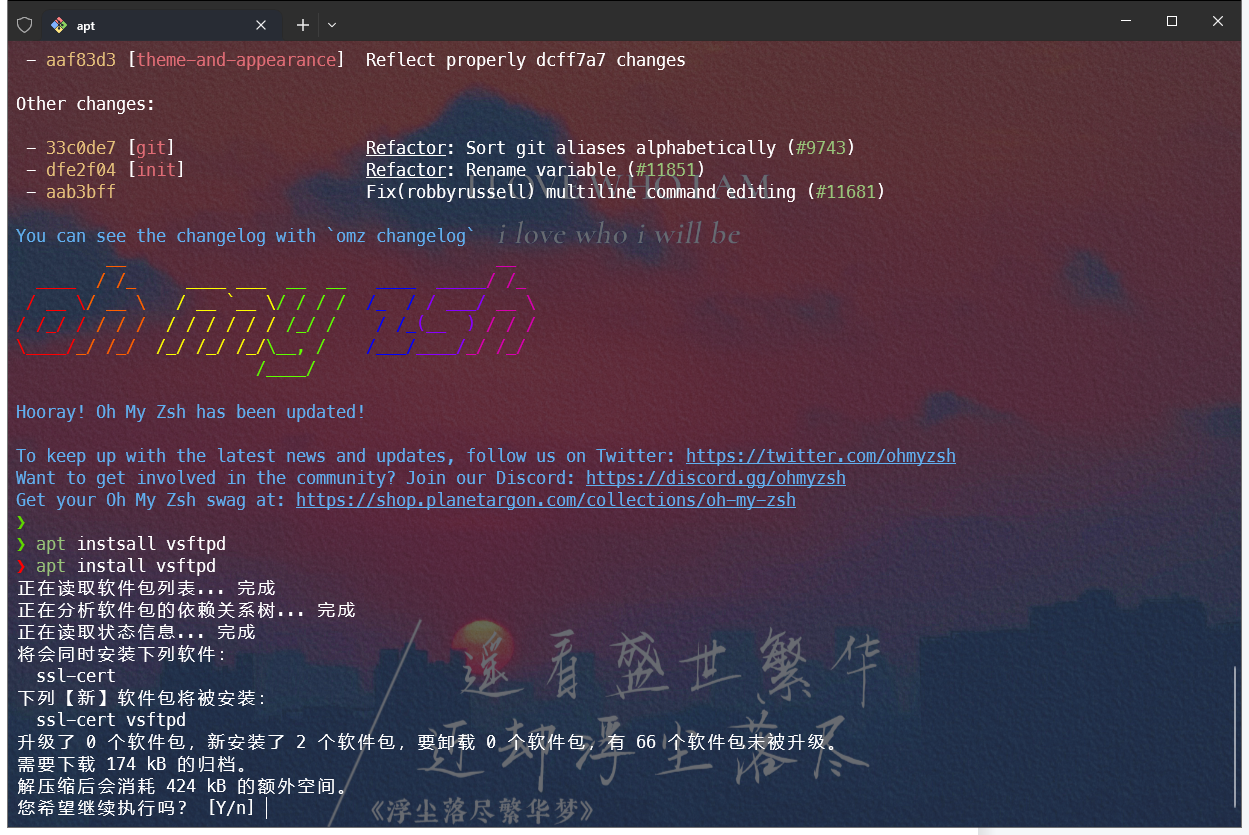 apt
– aaf83d3 [theme-and-appearance]  Reflect properly dcff7a7 changes
Other changes:
– 33c0de7 [git]                   Refactor: Sort git aliases alphabetically (#9743)
– dfe2f04 [init]                  Refactor: Rename variable (#11851)
– aab3bff                         Fix(robbyrussell) multiline command editing (#11681)
I LOVE WHO I AM
You can see the changelog with `omz changelog`
i love who i will be
oh my zsh
Hooray! Oh My Zsh has been updated!
To keep up with the latest news and updates, follow us on Twitter: https://twitter.com/ohmyzsh
Want to get involved in the community? Join our Discord: https://discord.gg/ohmyzsh
Get your Oh My Zsh swag at: https://shop.planetargon.com/collections/oh-my-zsh
❯
❯ apt instsall vsftpd
❯ apt install vsftpd
正在读取软件包列表... 完成
正在分析软件包的依赖关系树... 完成
正在读取状态信息... 完成
将会同时安装下列软件：
  ssl-cert
下列【新】软件包将被安装：
  ssl-cert vsftpd
升级了 0 个软件包，新安装了 2 个软件包，要卸载 0 个软件包，有 66 个软件包未被升级。
需要下载 174 kB 的归档。
解压缩后会消耗 424 kB 的额外空间。
您希望继续执行吗？ [Y/n]
遥看盛世繁华
近却浮尘落尽
《浮尘落尽繁华梦》